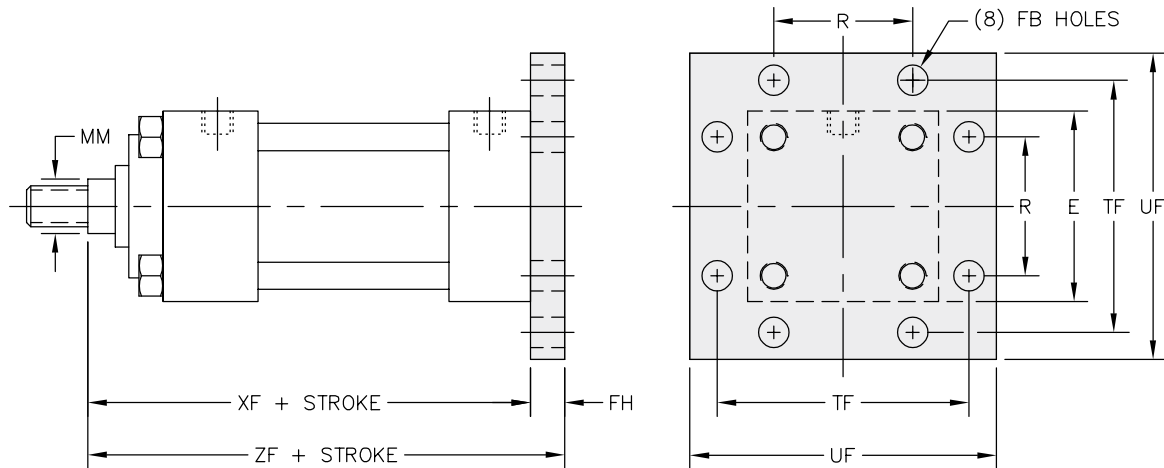 R
(8) FB HOLES
MM
R
E
TF
UF
XF + STROKE
FH
TF
ZF + STROKE
UF